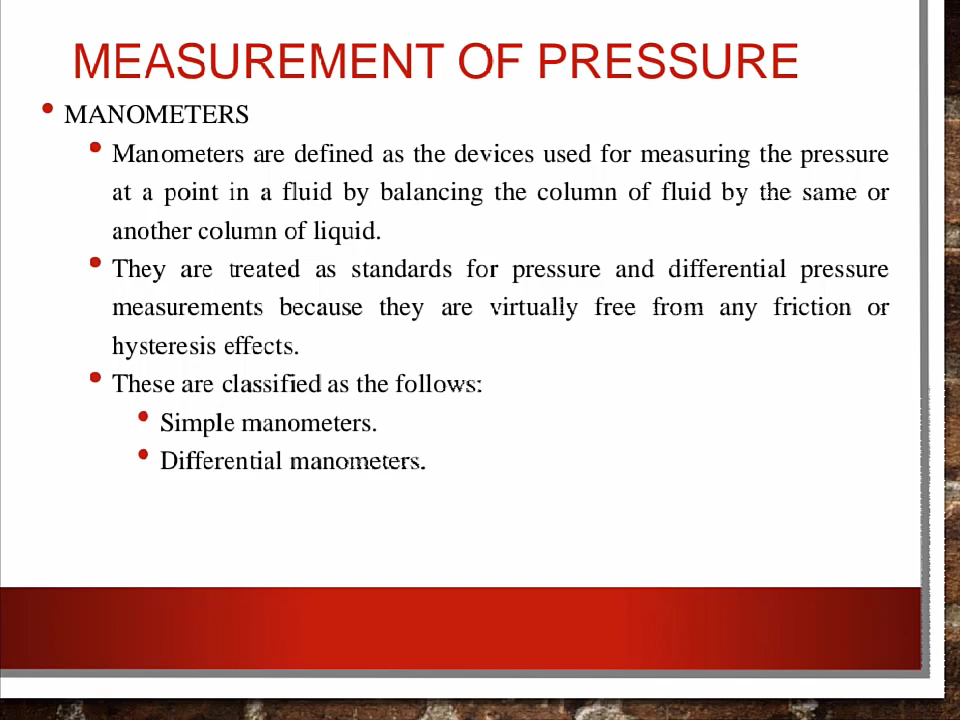 MEASUREMENT OF PRESSURE
• MANOMETERS
• Manometers are defined as the devices used for measuring the pressure
at a point in a fluid by balancing the column of fluid by the same or
another column of liquid.
• They are treated as standards for pressure and differential pressure
measurements because they are virtually free from any friction or
hysteresis effects.
• These are classified as the follows:
• Simple manometers.
• Differential manometers.